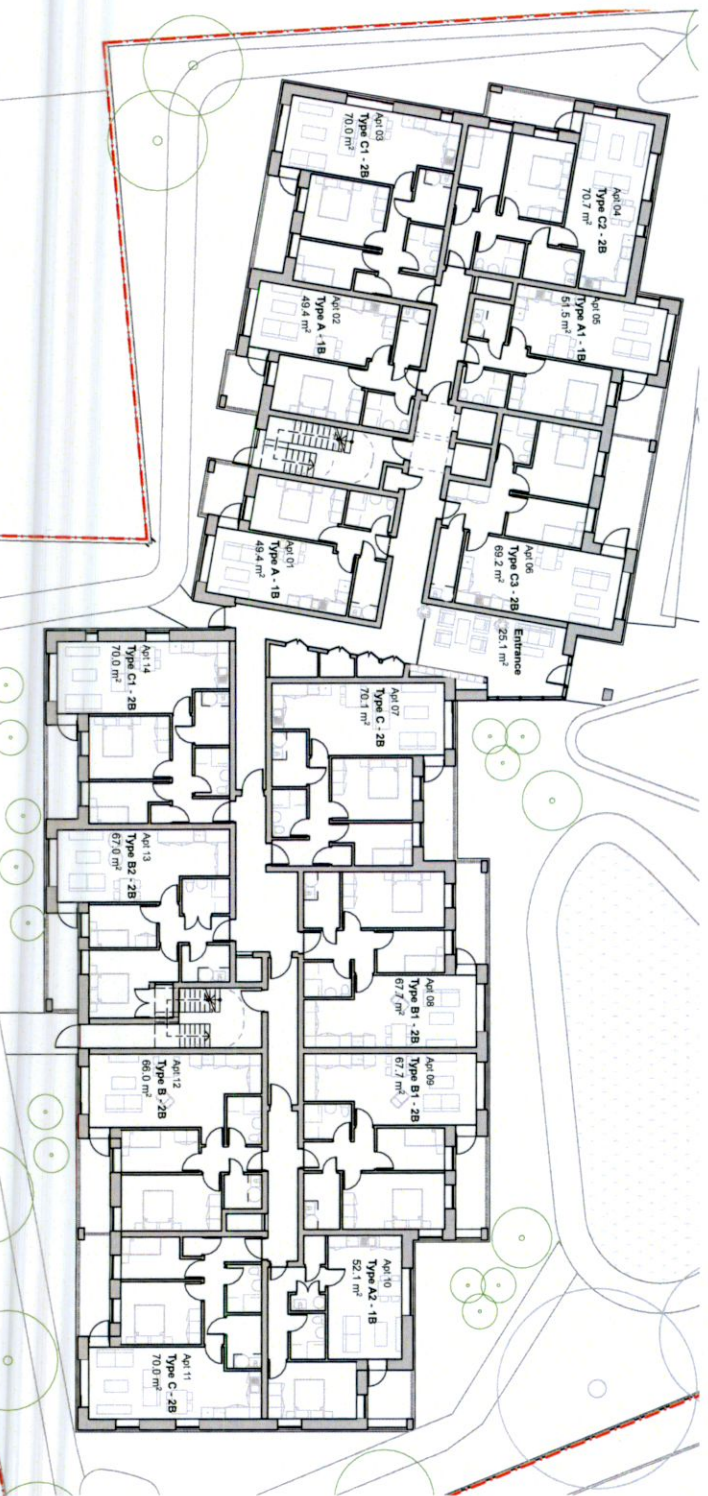 Apt 03
Type C1 - 2B
70.0 m²
Apt 04
Type C2 - 2B
70.7 m²
Apt 02
Type A - 1B
49.4 m²
Apt 05
Type A1 - 1B
51.5 m²
Apt 01
Type A - 1B
49.4 m²
Apt 06
Type C3 - 2B
69.2 m²
Entrance
25.1 m²
Apt 14
Type C1 - 2B
70.0 m²
Apt 07
Type C - 2B
70.1 m²
Apt 13
Type B2 - 2B
67.0 m²
Apt 08
Type B1 - 2B
67.7 m²
Apt 12
Type B - 2B
66.0 m²
Apt 09
Type B1 - 2B
67.7 m²
Apt 10
Type A2 - 1B
52.1 m²
Apt 11
Type C - 2B
70.0 m²